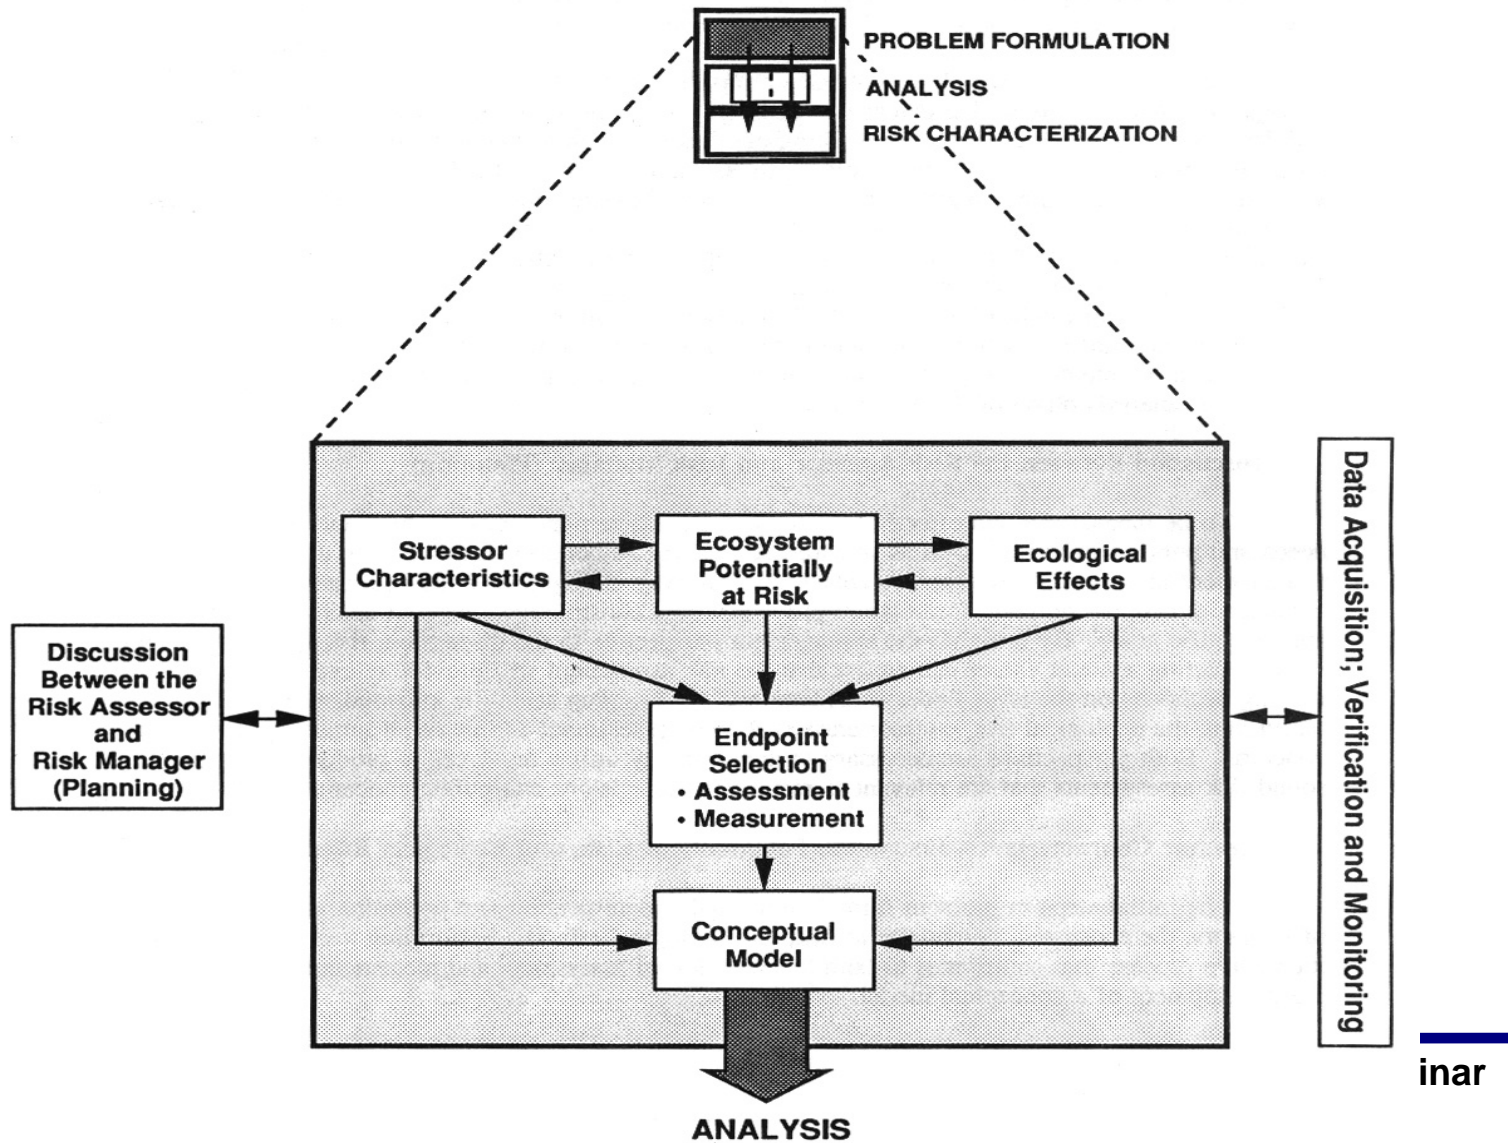 PROBLEM FORMULATION
ANALYSIS
RISK CHARACTERIZATION
Stressor
Characteristics
Ecosystem
Potentially
at Risk
Ecological
Effects
Discussion
Between the
Risk Assessor
and
Risk Manager
(Planning)
Endpoint
Selection
• Assessment
• Measurement
Conceptual
Model
Data Acquisition; Verification and Monitoring
ANALYSIS
inar